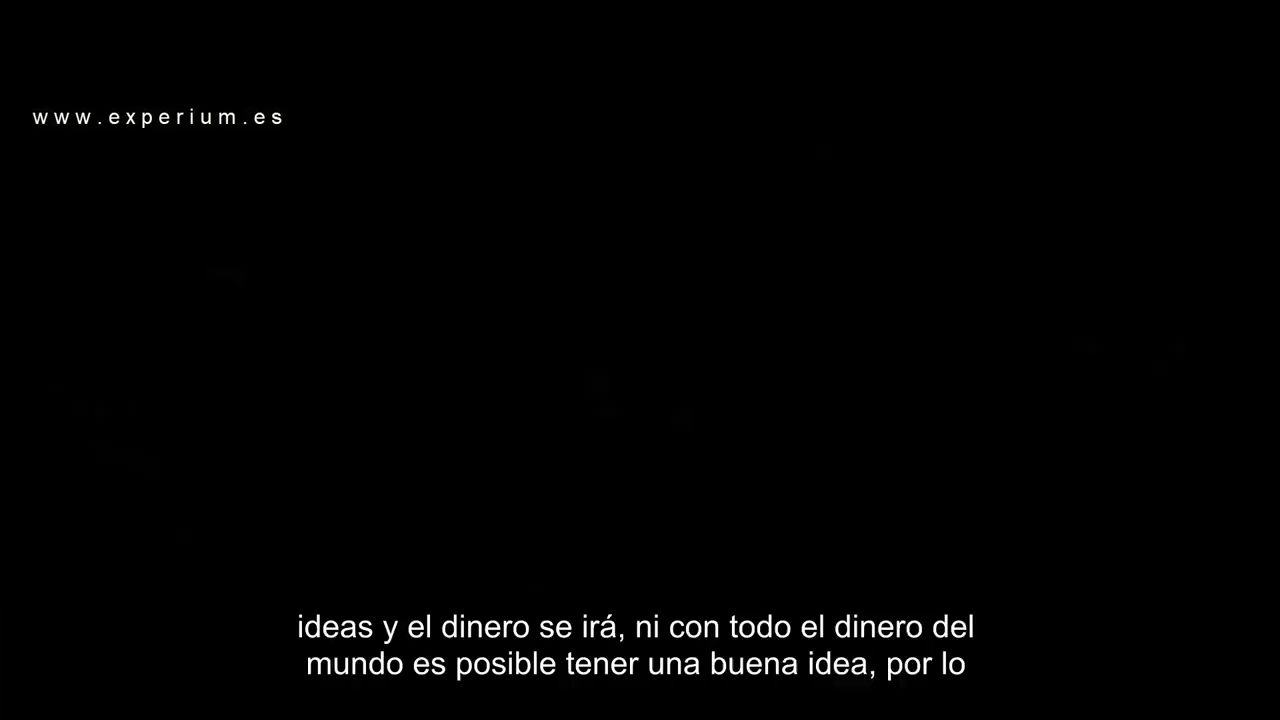 www.experium.es
ideas y el dinero se irá, ni con todo el dinero del
mundo es posible tener una buena idea, por lo